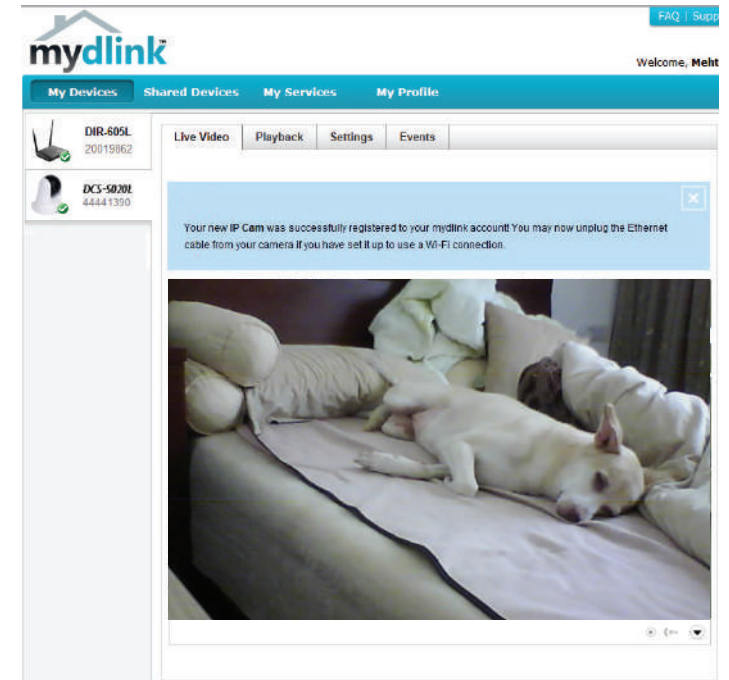 FAQ | Supp
mydlink
Welcome, Meht
My Devices Shared Devices My Services My Profile
DIR-605L
20019862
DCS-5020L
44441390
Live Video Playback Settings Events
Your new IP Cam was successfully registered to your mydlink account! You may now unplug the Ethernet
cable from your camera if you have set it up to use a Wi-Fi connection.